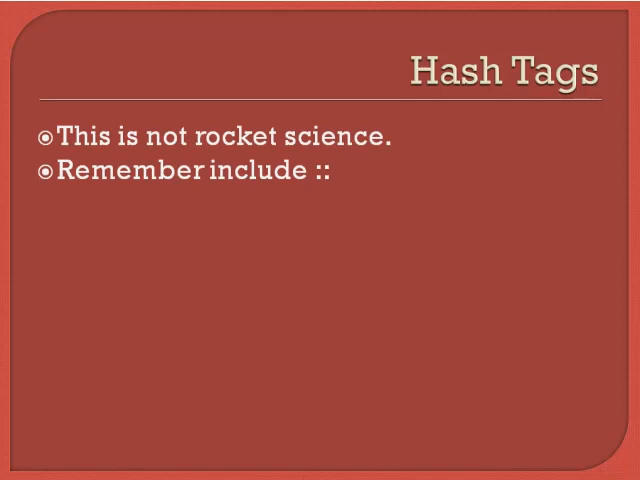 Hash Tags
This is not rocket science.
Remember include ::